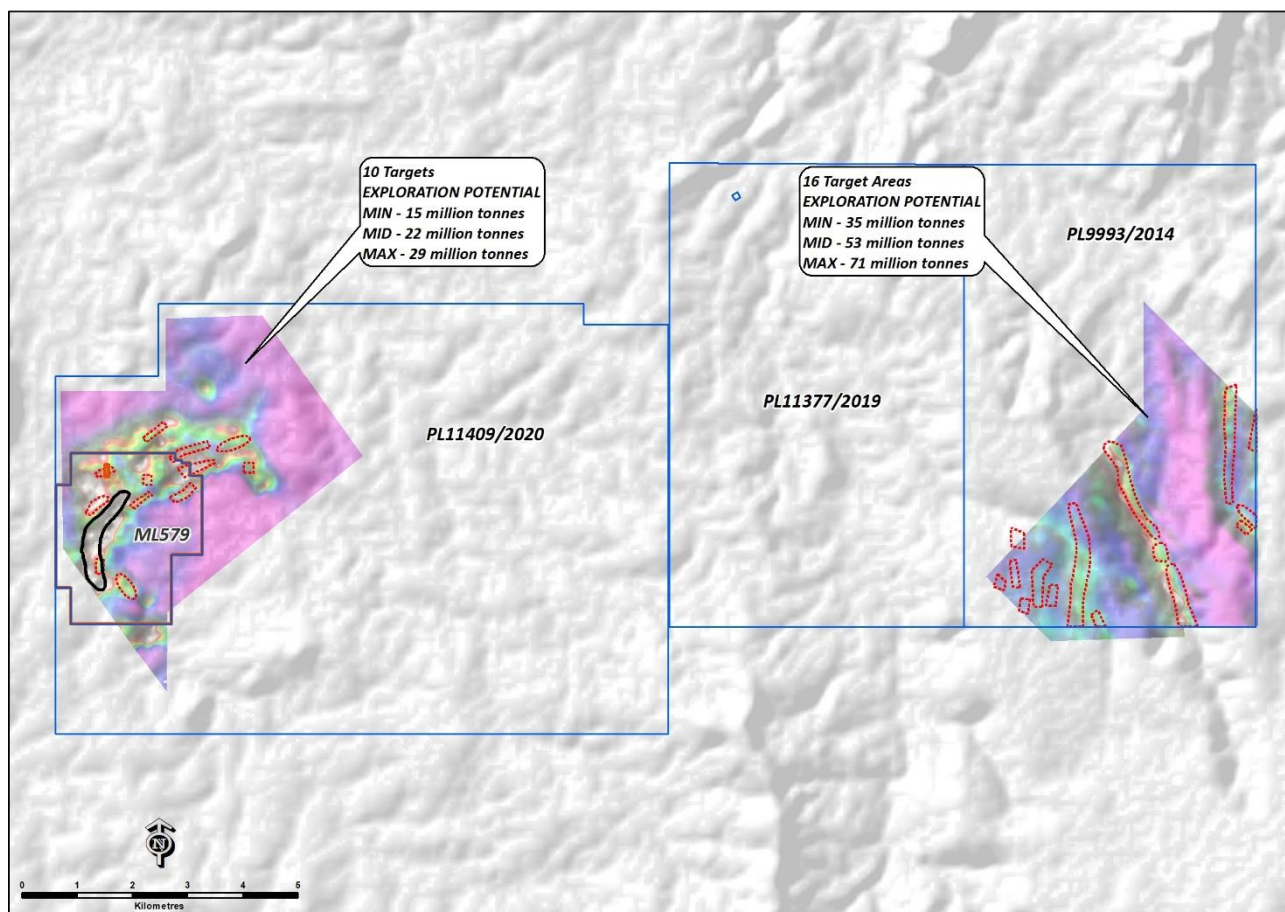 10 Targets
EXPLORATION POTENTIAL
MIN - 15 million tonnes
MID - 22 million tonnes
MAX - 29 million tonnes
16 Target Areas
EXPLORATION POTENTIAL
MIN - 35 million tonnes
MID - 53 million tonnes
MAX - 71 million tonnes
PL9993/2014
PL11377/2019
PL11409/2020
ML579
N
0 1 2 3 4 5
Kilometres